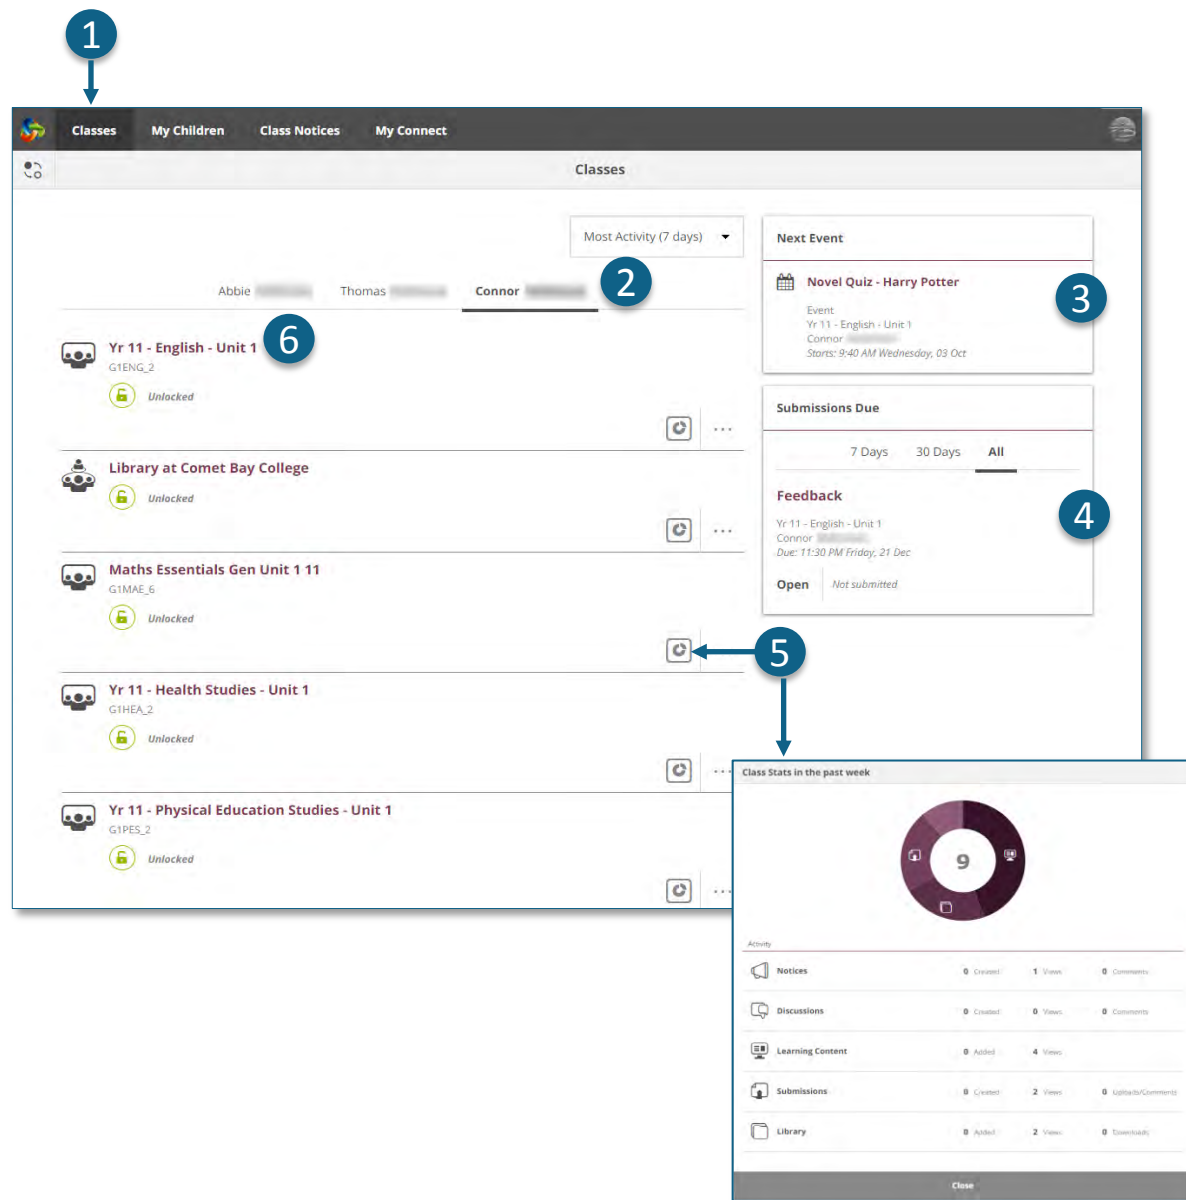 1
Classes My Children Class Notices My Connect
Classes
Most Activity (7 days)
Abbie Thomas Connor
2
6
Yr 11 - English - Unit 1
G1ENG_2
Unlocked
...
Library at Comet Bay College
Unlocked
...
Maths Essentials Gen Unit 1 11
G1MAE_6
Unlocked
Yr 11 - Health Studies - Unit 1
G1HEA_2
Unlocked
...
Yr 11 - Physical Education Studies - Unit 1
G1PES_2
Unlocked
...
Next Event
Novel Quiz - Harry Potter
3
Event
Yr 11 - English - Unit 1
Connor
Starts: 9:40 AM Wednesday, 03 Oct
Submissions Due
7 Days 30 Days All
Feedback
4
Yr 11 - English - Unit 1
Connor
Due: 11:30 PM Friday, 21 Dec
Open Not submitted
5
Class Stats in the past week
9
Activity
Notices 0 Created 1 Views 0 Comments
Discussions 0 Created 0 Views 0 Comments
Learning Content 0 Added 4 Views
Submissions 0 Created 2 Views 0 Uploads/Comments
Library 0 Added 2 Views 0 Downloads
Close